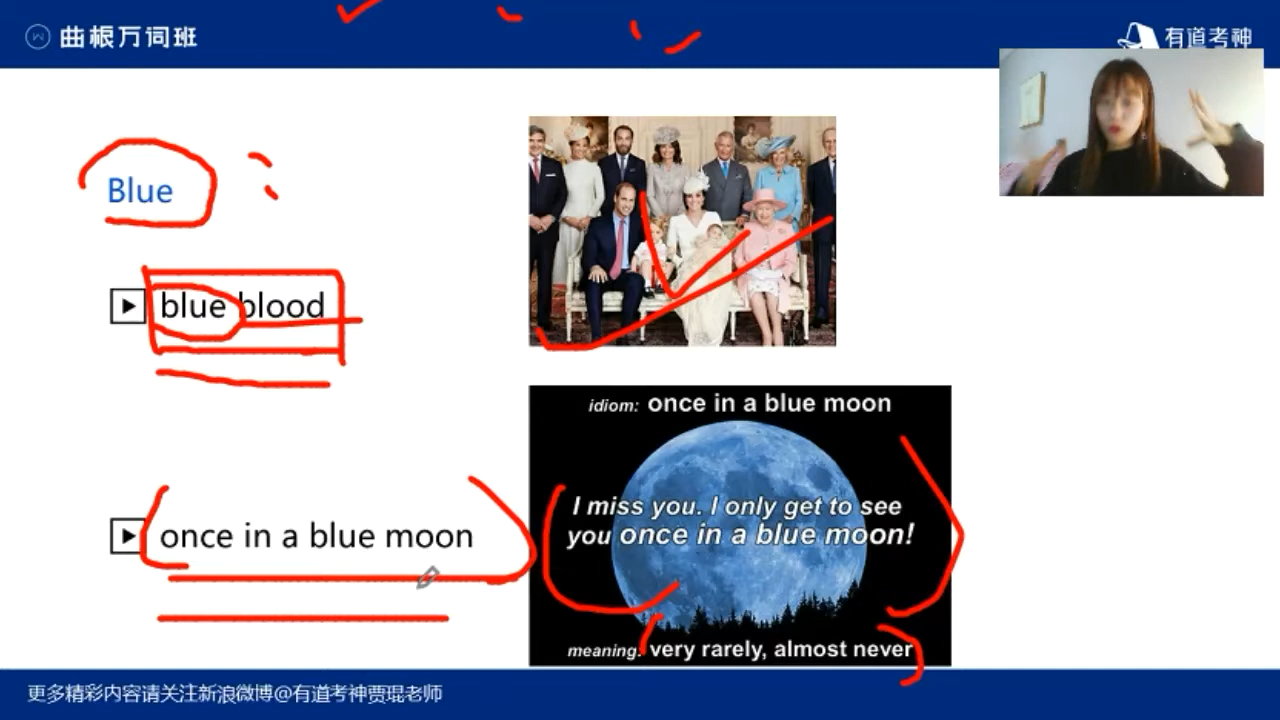 曲根万词班
有道考神
Blue
blue blood
once in a blue moon
idiom: once in a blue moon
I miss you. I only get to see
you once in a blue moon!
meaning: very rarely, almost never
更多精彩内容请关注新浪微博@有道考神贾琨老师